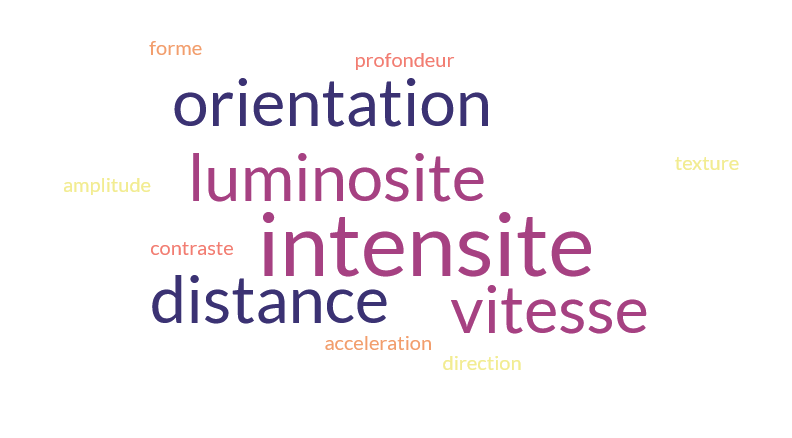 forme
profondeur
orientation
luminosite
texture
amplitude
intensite
contraste
distance
vitesse
acceleration
direction